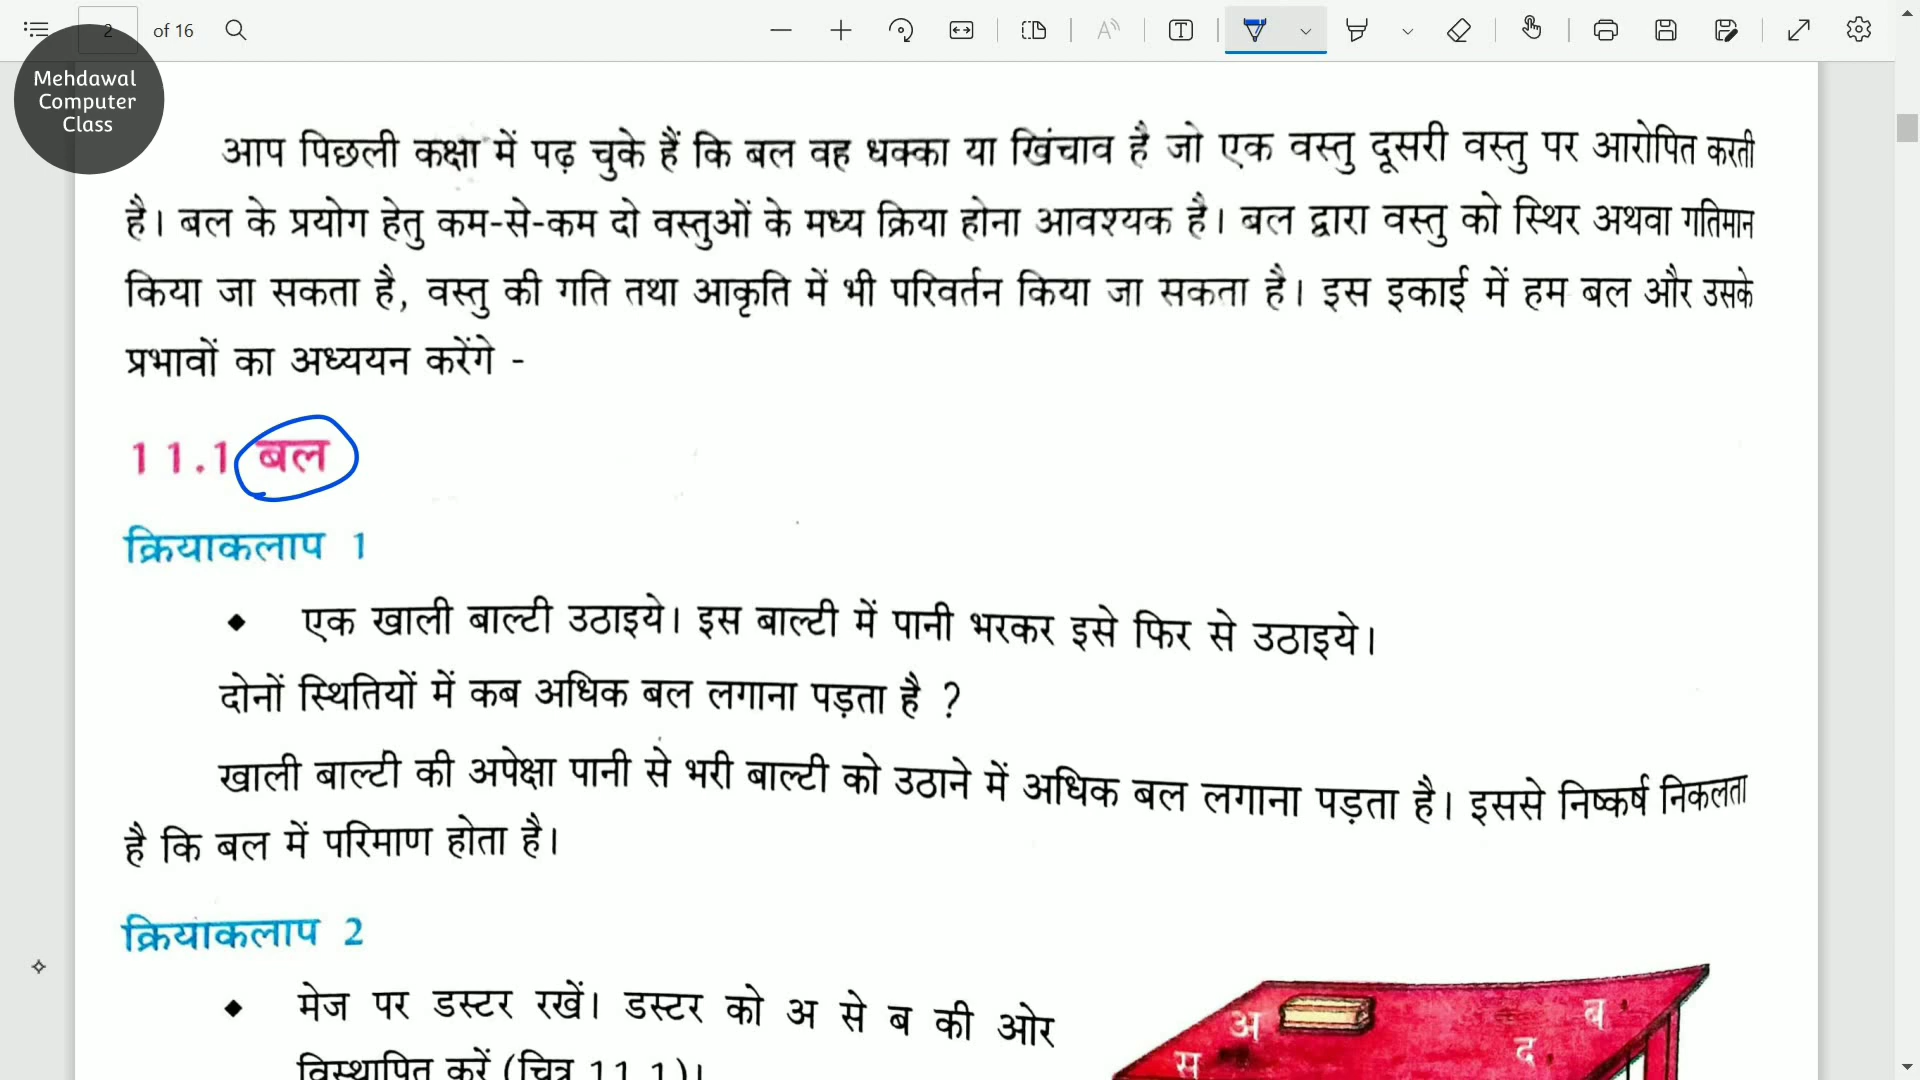 2 of 16
Mehdawal
Computer
Class
आप पिछली कक्षा में पढ़ चुके हैं कि बल वह धक्का या खिंचाव है जो एक वस्तु दूसरी वस्तु पर आरोपित करती
है। बल के प्रयोग हेतु कम-से-कम दो वस्तुओं के मध्य क्रिया होना आवश्यक है। बल द्वारा वस्तु को स्थिर अथवा गतिमान
किया जा सकता है, वस्तु की गति तथा आकृति में भी परिवर्तन किया जा सकता है। इस इकाई में हम बल और उसके
प्रभावों का अध्ययन करेंगे -
11.1 बल
क्रियाकलाप 1
◆ एक खाली बाल्टी उठाइये। इस बाल्टी में पानी भरकर इसे फिर से उठाइये।
दोनों स्थितियों में कब अधिक बल लगाना पड़ता है ?
खाली बाल्टी की अपेक्षा पानी से भरी बाल्टी को उठाने में अधिक बल लगाना पड़ता है। इससे निष्कर्ष निकलता
है कि बल में परिमाण होता है।
क्रियाकलाप 2
◆ मेज पर डस्टर रखें। डस्टर को अ से ब की ओर
विस्थापित करें (चित्र 11.1)।
अ
ब
स
द